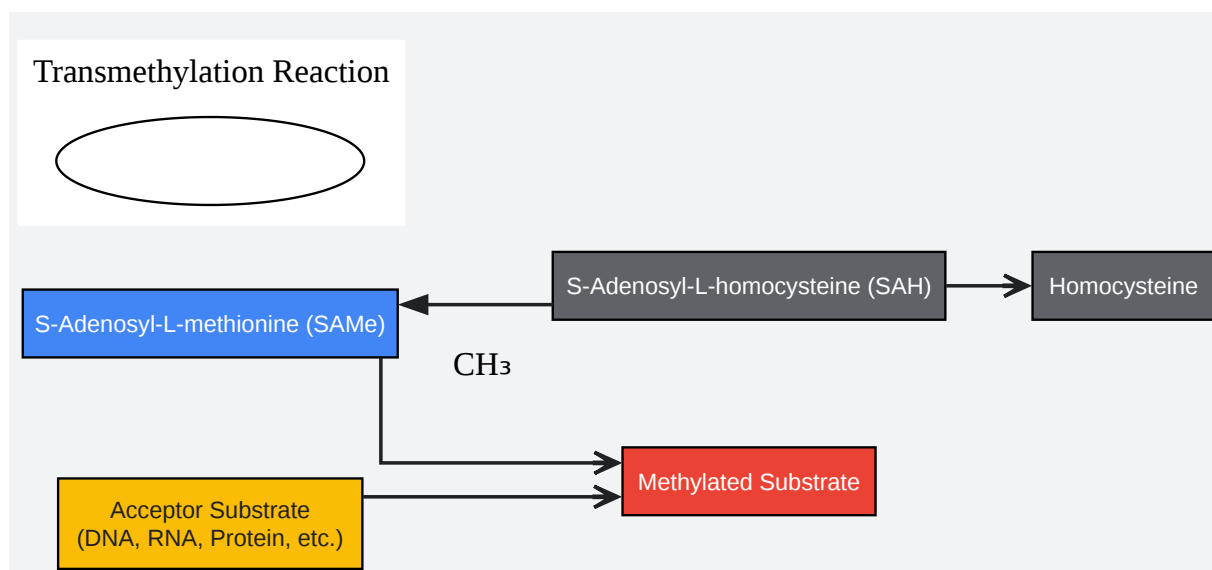 Transmethylation Reaction
S-Adenosyl-L-homocysteine (SAH)
Homocysteine
S-Adenosyl-L-methionine (SAMe)
CH₃
Methylated Substrate
Acceptor Substrate
(DNA, RNA, Protein, etc.)